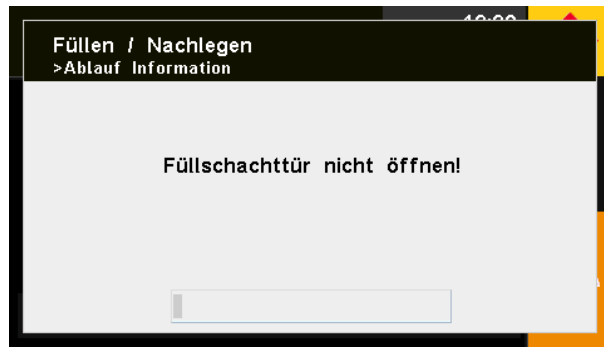 Füllen / Nachlegen
>Ablauf Information
Füllschachttür nicht öffnen!